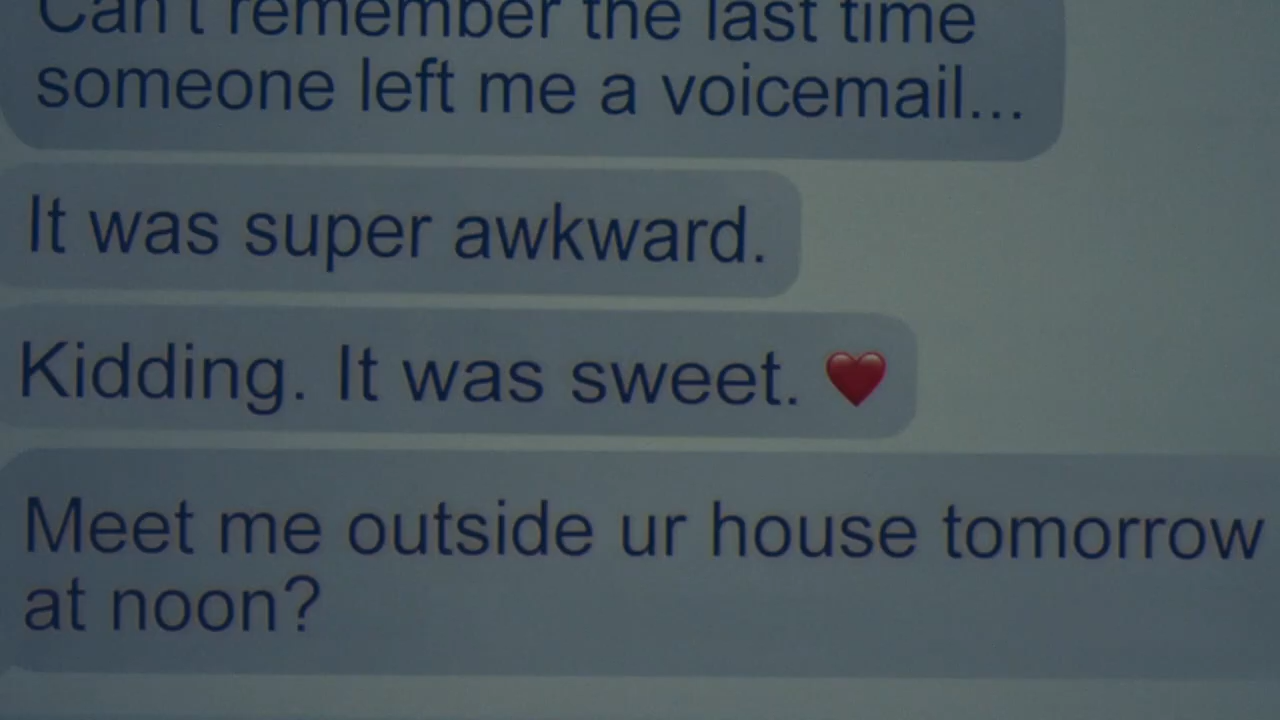 Can't remember the last time
someone left me a voicemail...
It was super awkward.
Kidding. It was sweet. ❤️
Meet me outside ur house tomorrow
at noon?